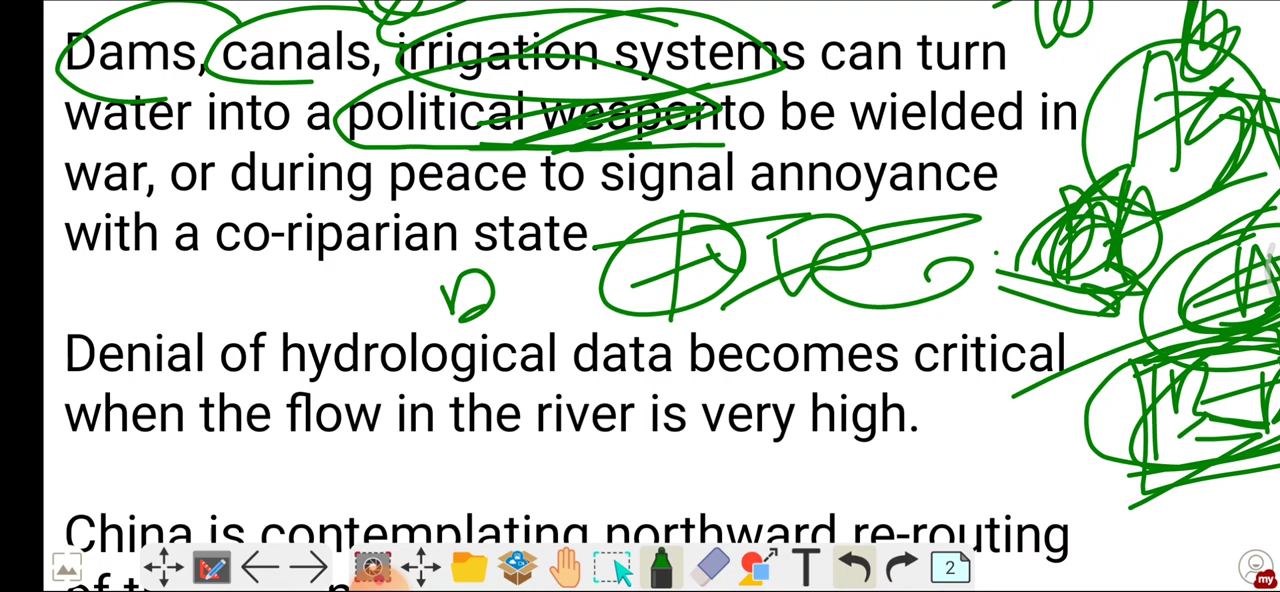 Dams, canals, irrigation systems can turn
water into a political weapon to be wielded in
war, or during peace to signal annoyance
with a co-riparian state.
Denial of hydrological data becomes critical
when the flow in the river is very high.
China is contemplating northward re-routing
T
2
my